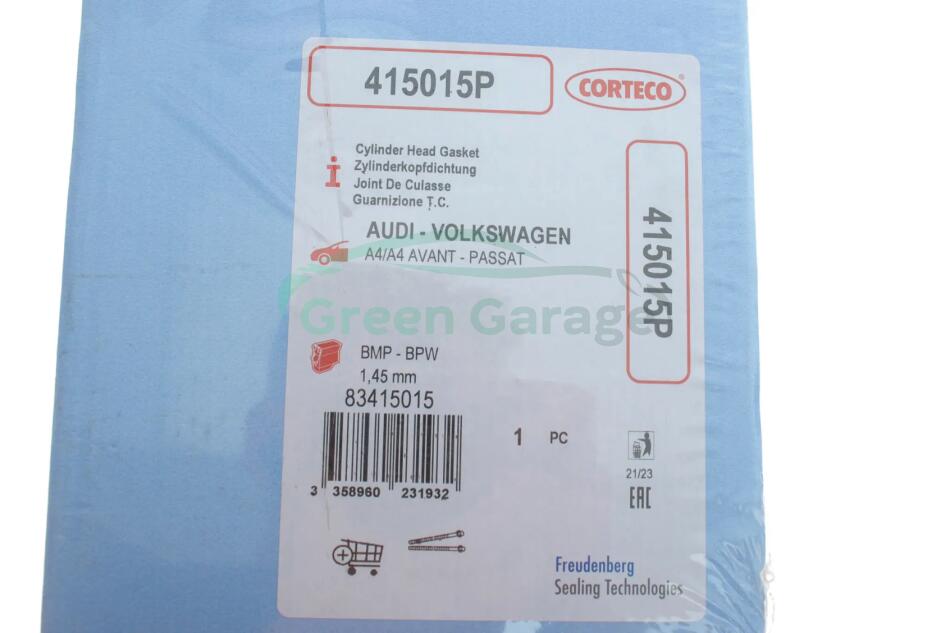 415015P
CORTECO®
Cylinder Head Gasket
Zylinderkopfdichtung
Joint De Culasse
Guarnizione T.C.
AUDI - VOLKSWAGEN
A4/A4 AVANT - PASSAT
415015P
Green Garage
BMP - BPW
1,45 mm
83415015
1 PC
3 358960 231932
21/23
EAC
Freudenberg
Sealing Technologies